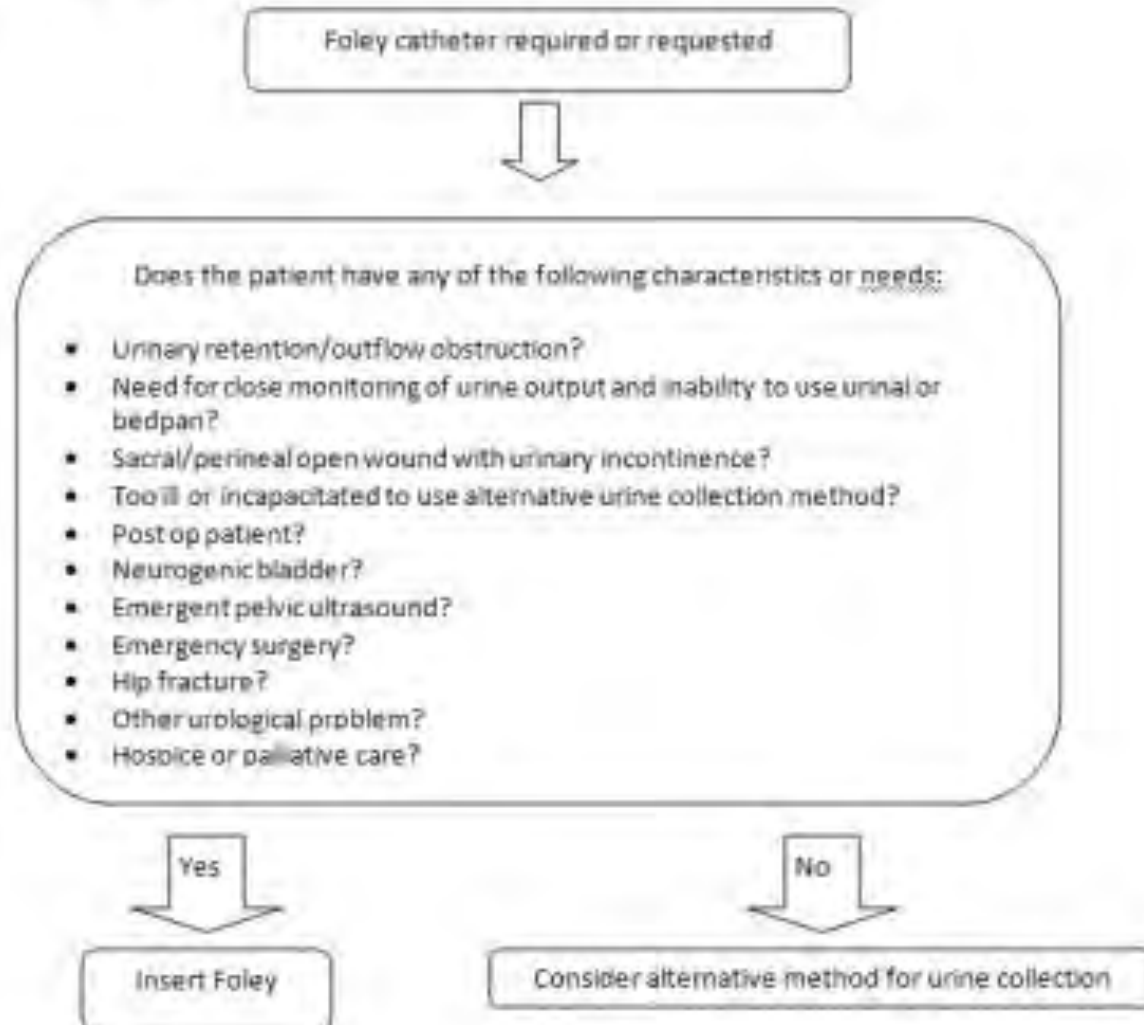 Foley catheter required or requested
Does the patient have any of the following characteristics or needs:
• Urinary retention/outflow obstruction?
• Need for close monitoring of urine output and inability to use urinal or
bedpan?
• Sacral/perineal open wound with urinary incontinence?
• Too ill or incapacitated to use alternative urine collection method?
• Post op patient?
• Neurogenic bladder?
• Emergent pelvic ultrasound?
• Emergency surgery?
• Hip fracture?
• Other urological problem?
• Hospice or palliative care?
Yes
No
Insert Foley
Consider alternative method for urine collection